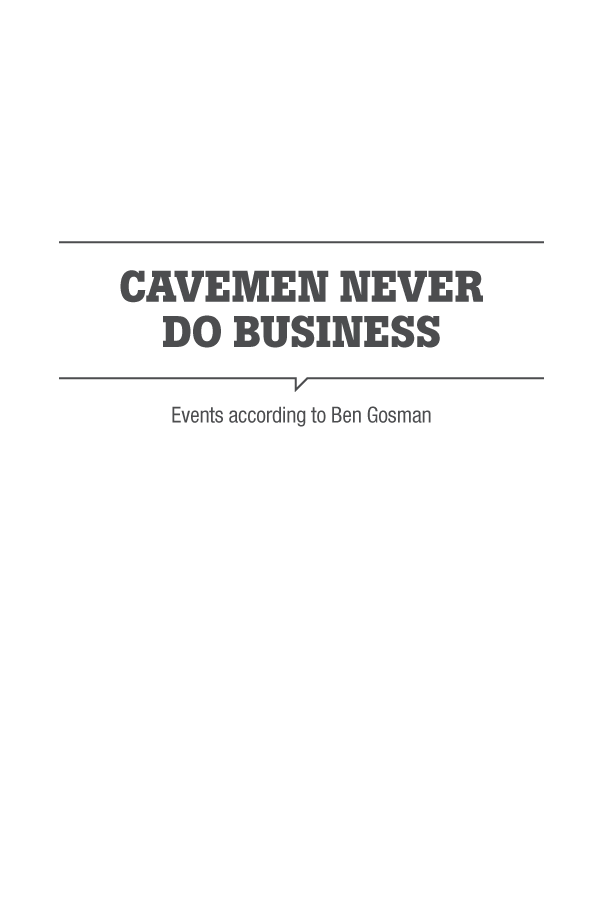 CAVEMEN NEVER
DO BUSINESS
Events according to Ben Gosman